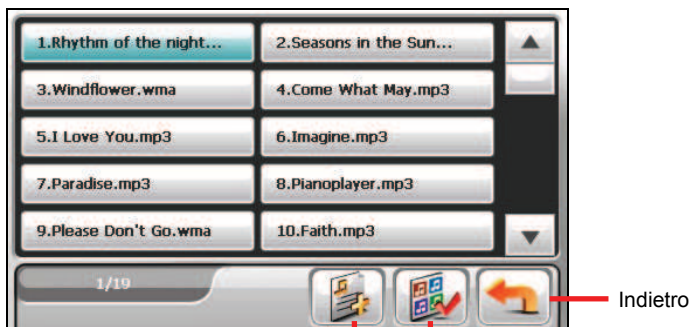 1.Rhythm of the night... 2.Seasons in the Sun...
3.Windflower.wma 4.Come What May.mp3
5.I Love You.mp3 6.Imagine.mp3
7.Paradise.mp3 8.Pianoplayer.mp3
9.Please Don't Go.wma 10.Faith.mp3
1/19
Indietro